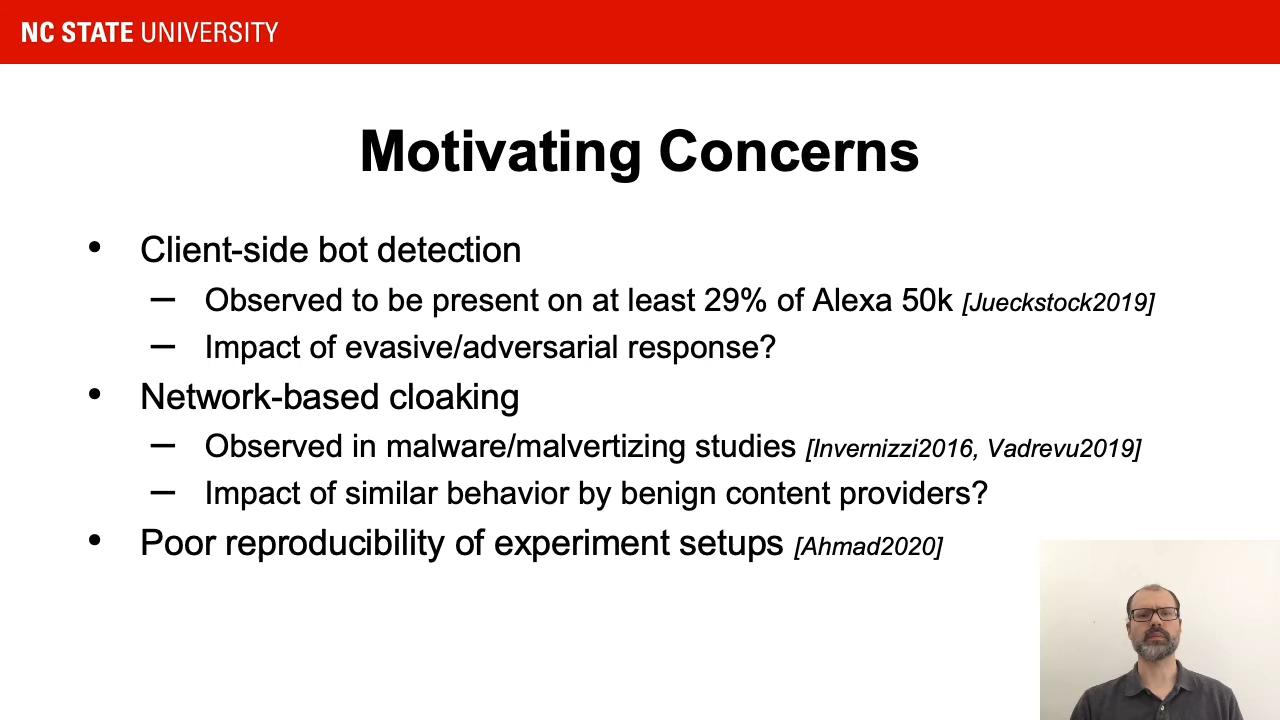 NC STATE UNIVERSITY
Motivating Concerns
• Client-side bot detection
— Observed to be present on at least 29% of Alexa 50k [Jueckstock2019]
— Impact of evasive/adversarial response?
• Network-based cloaking
— Observed in malware/malvertizing studies [Invernizzi2016, Vadrevu2019]
— Impact of similar behavior by benign content providers?
• Poor reproducibility of experiment setups [Ahmad2020]